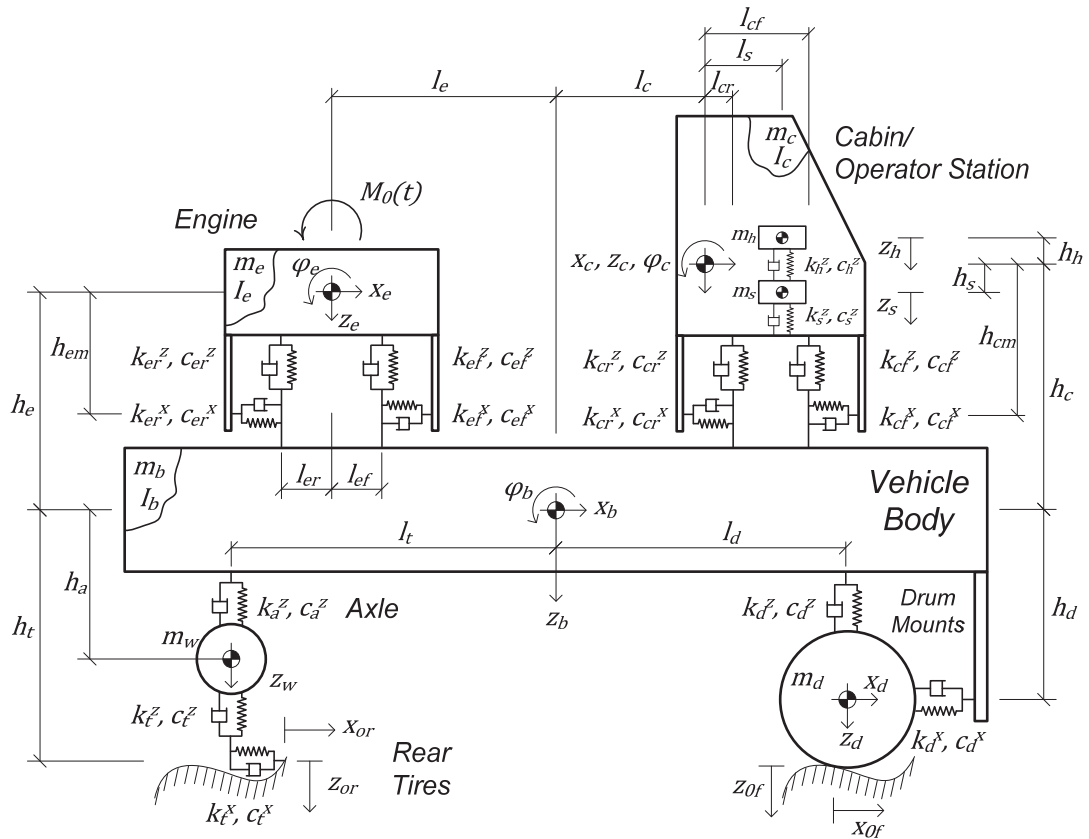 l_cf
l_s
l_e
l_c
l_cr
m_c
I_c
Cabin/
Operator Station
M_0(t)
Engine
m_e
I_e
φ_e
x_e
z_e
x_c, z_c, φ_c
m_h
k_h^z, c_h^z
m_s
k_s^z, c_s^z
z_h
h_h
h_s
z_s
h_em
h_cm
h_e
h_c
k_er^z, c_er^z
k_ef^z, c_ef^z
k_cr^z, c_cr^z
k_cf^z, c_cf^z
k_er^x, c_er^x
k_ef^x, c_ef^x
k_cr^x, c_cr^x
k_cf^x, c_cf^x
m_b
I_b
l_er
l_ef
φ_b
x_b
Vehicle
Body
l_t
l_d
h_a
h_t
h_d
k_a^z, c_a^z
Axle
z_b
k_d^z, c_d^z
Drum
Mounts
m_w
z_w
m_d
x_d
z_d
k_t^z, c_t^z
x_or
k_d^x, c_d^x
Rear
Tires
z_or
z_0f
k_t^x, c_t^x
x_0f